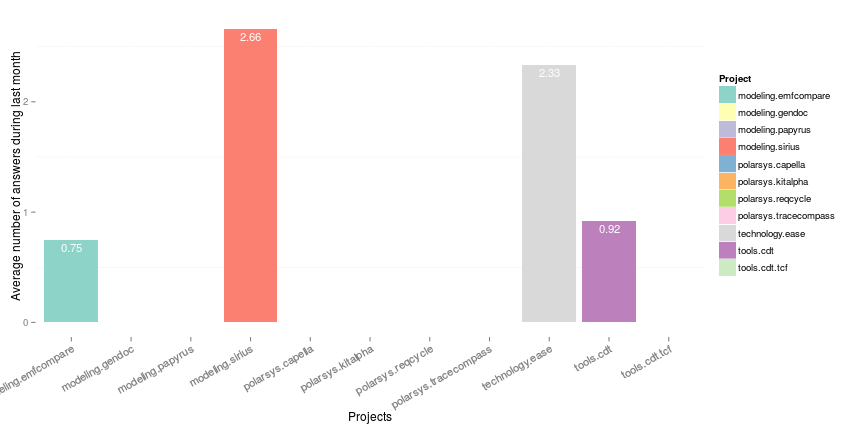 Average number of answers during last month
2
1
0
0.75
2.66
2.33
0.92
eling.emfcompare
modeling.gendoc
modeling.papyrus
modeling.sirius
polarsys.capella
polarsys.kitalpha
polarsys.reqcycle
polarsys.tracecompass
technology.ease
tools.cdt
tools.cdt.tcf
Projects
Project
modeling.emfcompare
modeling.gendoc
modeling.papyrus
modeling.sirius
polarsys.capella
polarsys.kitalpha
polarsys.reqcycle
polarsys.tracecompass
technology.ease
tools.cdt
tools.cdt.tcf